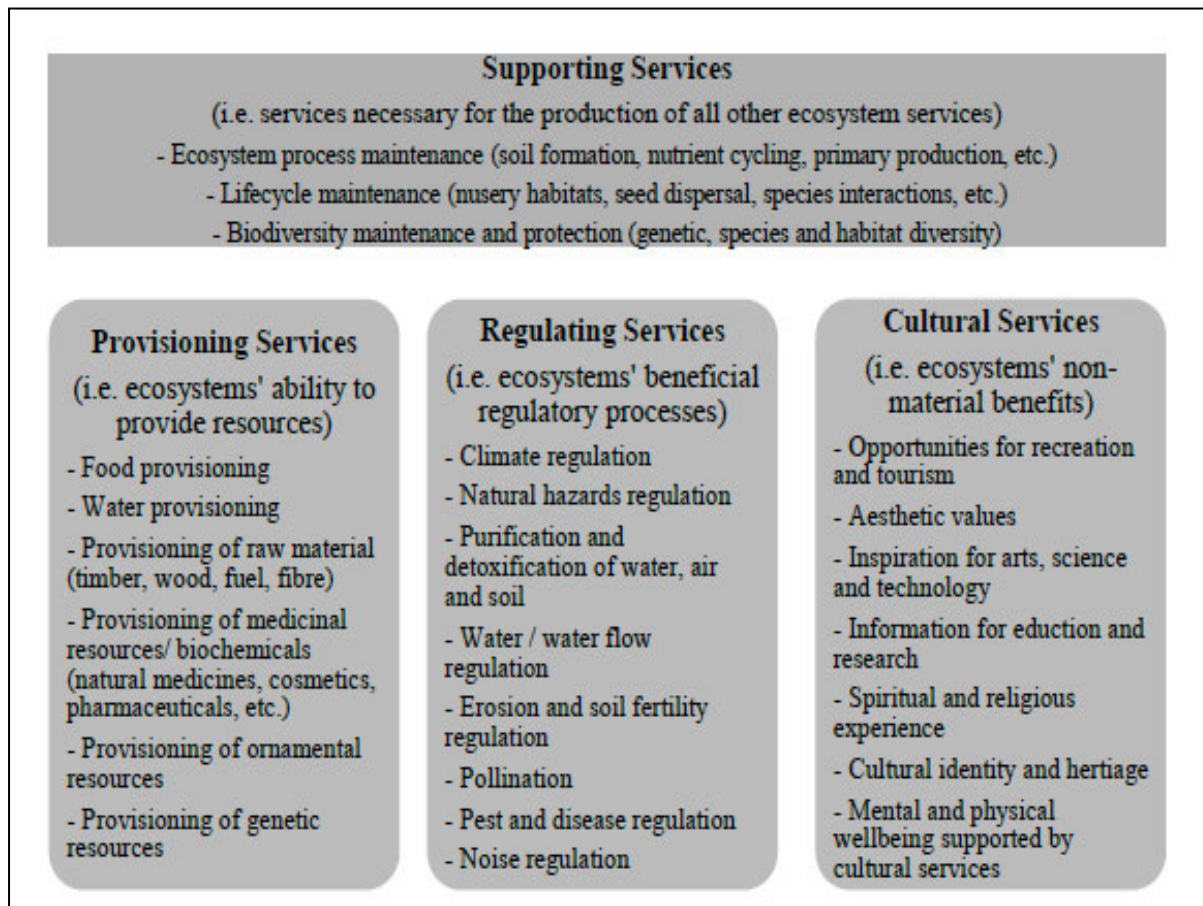 Supporting Services
(i.e. services necessary for the production of all other ecosystem services)
- Ecosystem process maintenance (soil formation, nutrient cycling, primary production, etc.)
- Lifecycle maintenance (nusery habitats, seed dispersal, species interactions, etc.)
- Biodiversity maintenance and protection (genetic, species and habitat diversity)
Provisioning Services
(i.e. ecosystems' ability to
provide resources)
- Food provisioning
- Water provisioning
- Provisioning of raw material
(timber, wood, fuel, fibre)
- Provisioning of medicinal
resources/ biochemicals
(natural medicines, cosmetics,
pharmaceuticals, etc.)
- Provisioning of ornamental
resources
- Provisioning of genetic
resources
Regulating Services
(i.e. ecosystems' beneficial
regulatory processes)
- Climate regulation
- Natural hazards regulation
- Purification and
detoxification of water, air
and soil
- Water / water flow
regulation
- Erosion and soil fertility
regulation
- Pollination
- Pest and disease regulation
- Noise regulation
Cultural Services
(i.e. ecosystems' non-
material benefits)
- Opportunities for recreation
and tourism
- Aesthetic values
- Inspiration for arts, science
and technology
- Information for eduction and
research
- Spiritual and religious
experience
- Cultural identity and hertiage
- Mental and physical
wellbeing supported by
cultural services